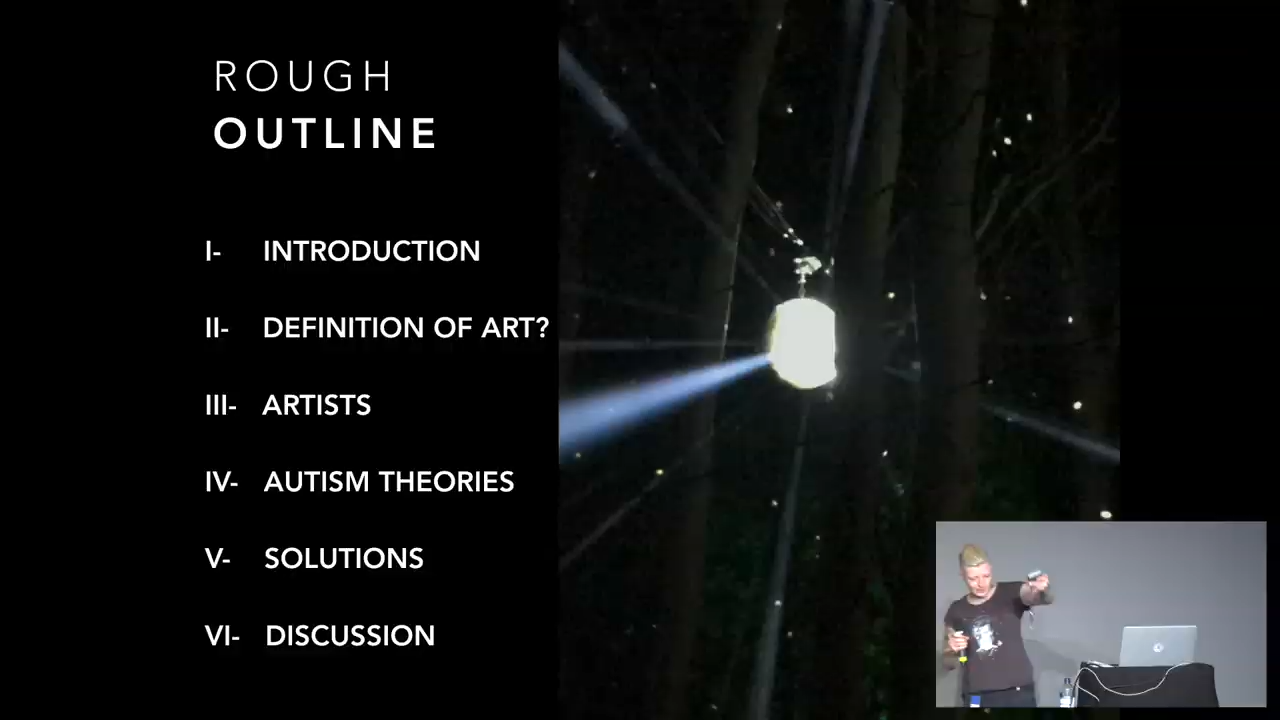 ROUGH
OUTLINE
I- INTRODUCTION
II- DEFINITION OF ART?
III- ARTISTS
IV- AUTISM THEORIES
V- SOLUTIONS
VI- DISCUSSION